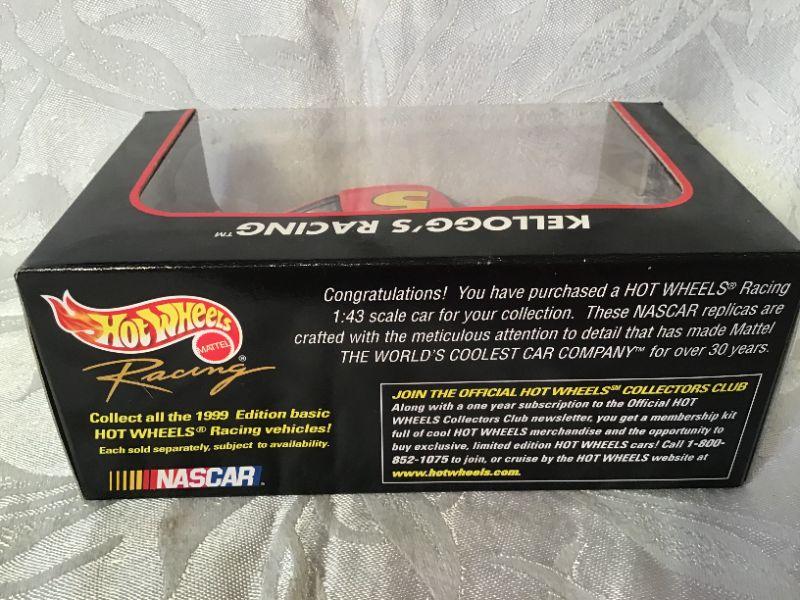 5
KELLOGG'S RACING™
HOT WHEELS
MATTEL
®
Racing
Collect all the 1999 Edition basic
HOT WHEELS® Racing vehicles!
Each sold separately, subject to availability.
NASCAR
Congratulations! You have purchased a HOT WHEELS® Racing
1:43 scale car for your collection. These NASCAR replicas are
crafted with the meticulous attention to detail that has made Mattel
THE WORLD'S COOLEST CAR COMPANY™ for over 30 years.
JOIN THE OFFICIAL HOT WHEELS℠ COLLECTORS CLUB
Along with a one year subscription to the Official HOT
WHEELS Collectors Club newsletter, you get a membership kit
full of cool HOT WHEELS merchandise and the opportunity to
buy exclusive, limited edition HOT WHEELS cars! Call 1-800-
852-1075 to join, or cruise by the HOT WHEELS website at
www.hotwheels.com.